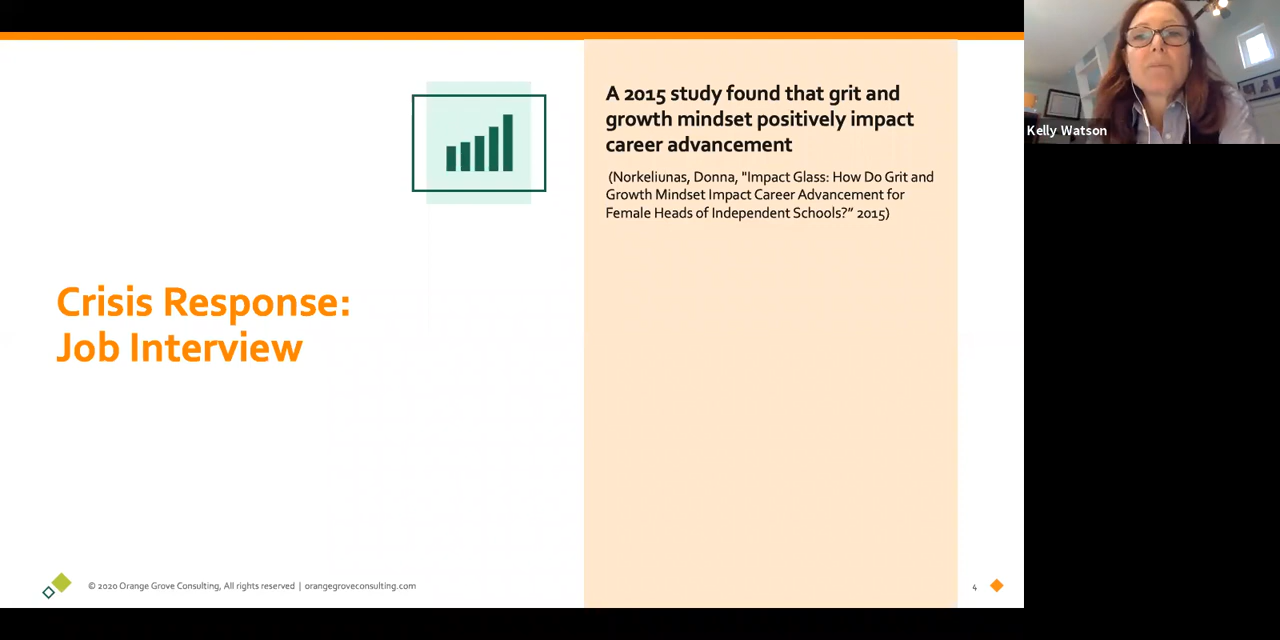 A 2015 study found that grit and
growth mindset positively impact
career advancement
(Norkeliunas, Donna, "Impact Glass: How Do Grit and
Growth Mindset Impact Career Advancement for
Female Heads of Independent Schools?” 2015)
Kelly Watson
Crisis Response:
Job Interview
© 2020 Orange Grove Consulting, All rights reserved | orangegroveconsulting.com
4